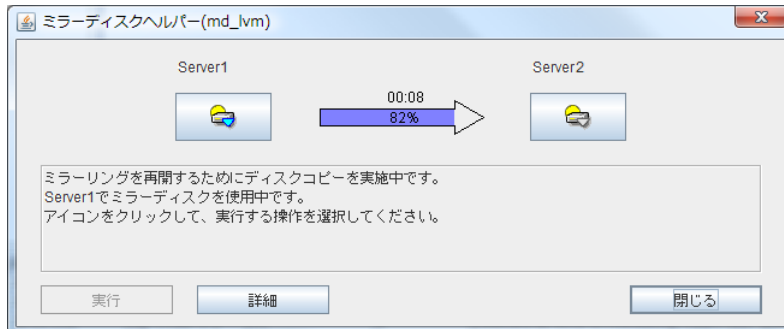 ミラーディスクヘルパー(md_lvm)
Server1
Server2
00:08
82%
ミラーリングを再開するためにディスクコピーを実施中です。
Server1でミラーディスクを使用中です。
アイコンをクリックして、実行する操作を選択してください。
実行
詳細
閉じる